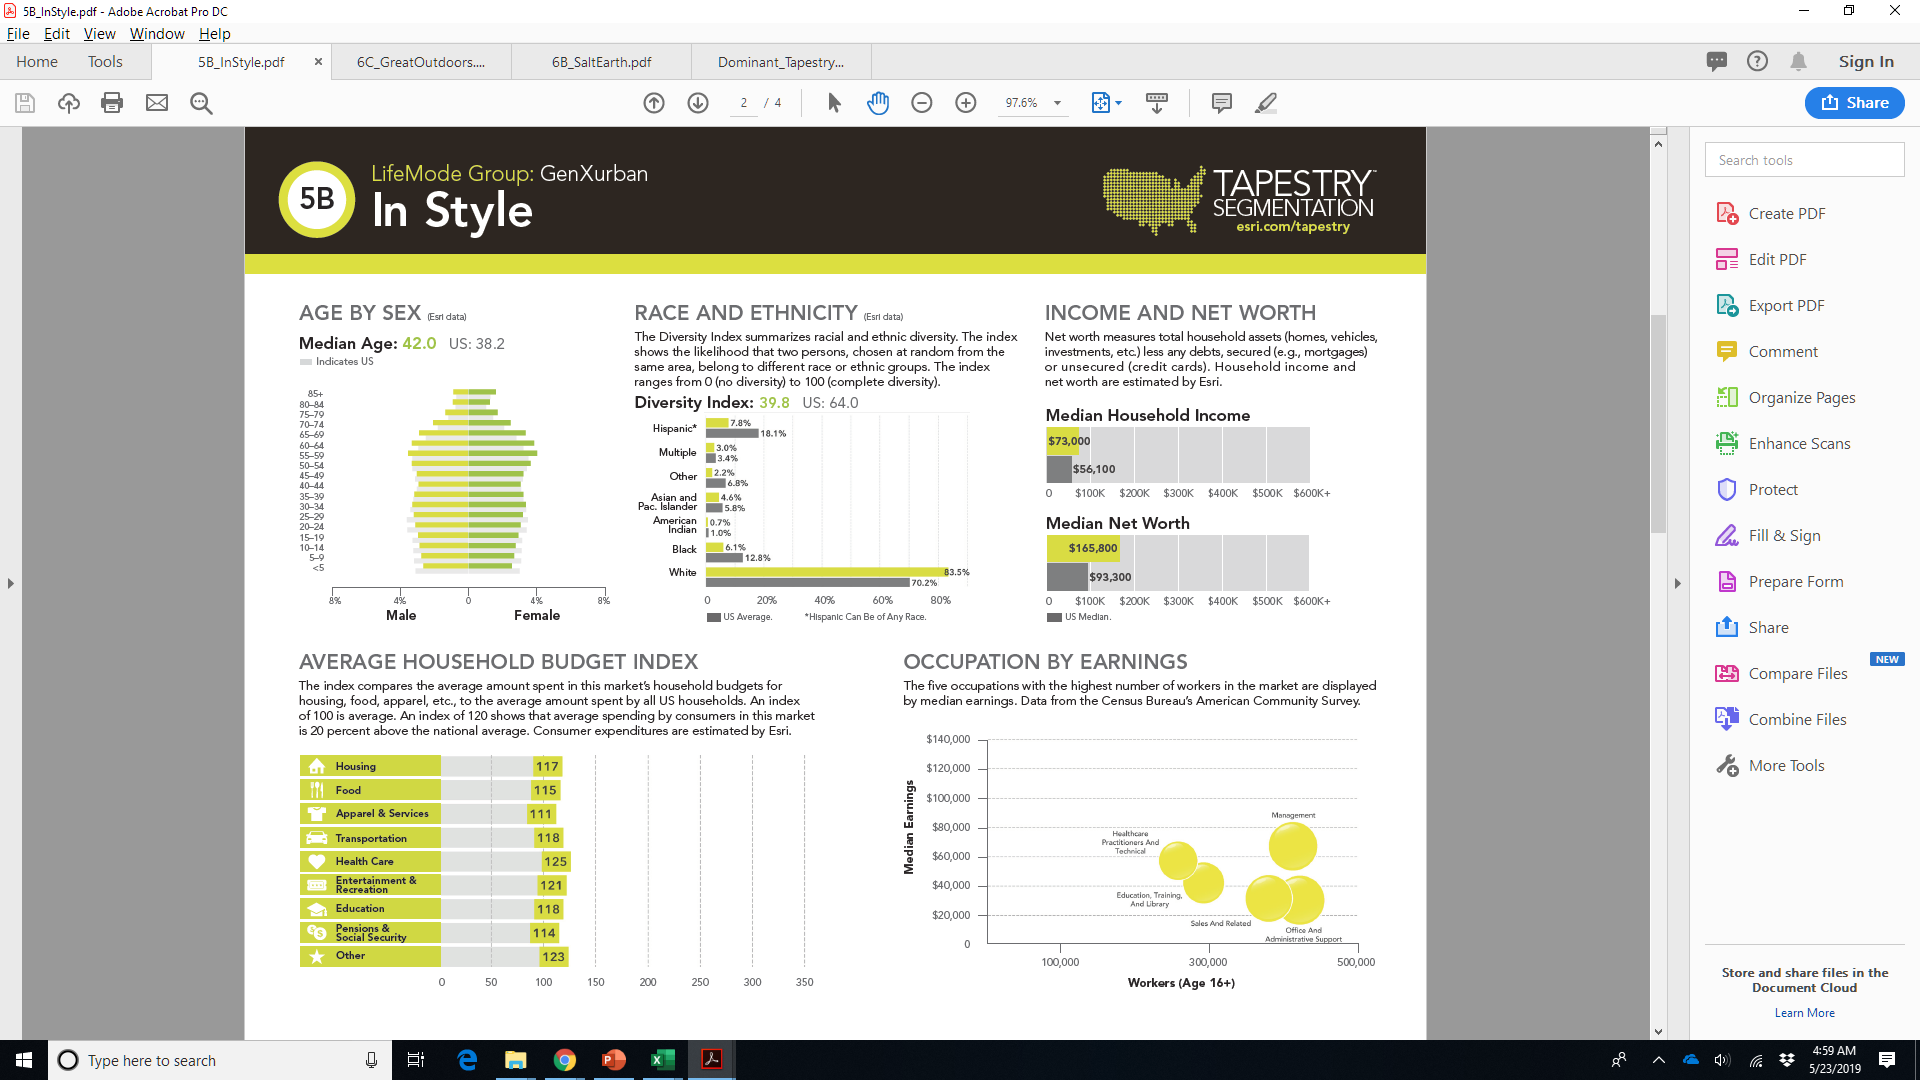 5B_InStyle.pdf - Adobe Acrobat Pro DC
File Edit View Window Help
Home Tools 5B_InStyle.pdf × 6C_GreatOutdoors.... 6B_SaltEarth.pdf Dominant_Tapestry... Sign In
2 / 4 97.6% Share
5B
LifeMode Group: GenXurban
In Style
TAPESTRY™
SEGMENTATION
esri.com/tapestry
AGE BY SEX (Esri data)
Median Age: 42.0 US: 38.2
Indicates US
85+
80–84
75–79
70–74
65–69
60–64
55–59
50–54
45–49
40–44
35–39
30–34
25–29
20–24
15–19
10–14
5–9
<5
8% 4% 0 4% 8%
Male Female
RACE AND ETHNICITY (Esri data)
The Diversity Index summarizes racial and ethnic diversity. The index
shows the likelihood that two persons, chosen at random from the
same area, belong to different race or ethnic groups. The index
ranges from 0 (no diversity) to 100 (complete diversity).
Diversity Index: 39.8 US: 64.0
Hispanic* 7.8%
18.1%
Multiple 3.0%
3.4%
Other 2.2%
6.8%
Asian and
Pac. Islander 4.6%
5.8%
American
Indian 0.7%
1.0%
Black 6.1%
12.8%
White 83.5%
70.2%
0 20% 40% 60% 80%
US Average. *Hispanic Can Be of Any Race.
INCOME AND NET WORTH
Net worth measures total household assets (homes, vehicles,
investments, etc.) less any debts, secured (e.g., mortgages)
or unsecured (credit cards). Household income and
net worth are estimated by Esri.
Median Household Income
$73,000
$56,100
0 $100K $200K $300K $400K $500K $600K+
Median Net Worth
$165,800
$93,300
0 $100K $200K $300K $400K $500K $600K+
US Median.
AVERAGE HOUSEHOLD BUDGET INDEX
The index compares the average amount spent in this market's household budgets for
housing, food, apparel, etc., to the average amount spent by all US households. An index
of 100 is average. An index of 120 shows that average spending by consumers in this market
is 20 percent above the national average. Consumer expenditures are estimated by Esri.
Housing 117
Food 115
Apparel & Services 111
Transportation 118
Health Care 125
Entertainment &
Recreation 121
Education 118
Pensions &
Social Security 114
Other 123
0 50 100 150 200 250 300 350
OCCUPATION BY EARNINGS
The five occupations with the highest number of workers in the market are displayed
by median earnings. Data from the Census Bureau's American Community Survey.
Median Earnings
$140,000
$120,000
$100,000
$80,000
$60,000
$40,000
$20,000
0
Management
Healthcare
Practitioners And
Technical
Education, Training,
And Library
Sales And Related
Office And
Administrative Support
100,000 300,000 500,000
Workers (Age 16+)
Search tools
Create PDF
Edit PDF
Export PDF
Comment
Organize Pages
Enhance Scans
Protect
Fill & Sign
Prepare Form
Share
NEW
Compare Files
Combine Files
More Tools
Store and share files in the
Document Cloud
Learn More
Type here to search
4:59 AM
5/23/2019